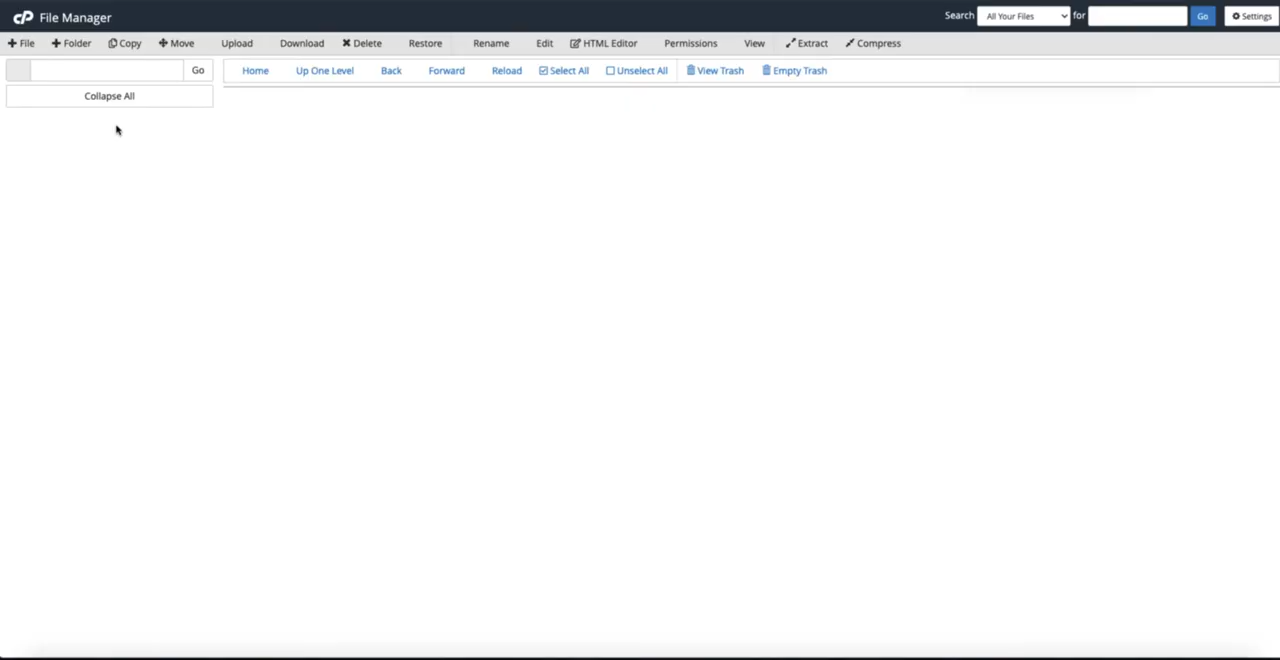 cP File Manager Search All Your Files for Go Settings
File Folder Copy Move Upload Download Delete Restore Rename Edit HTML Editor Permissions View Extract Compress
Go Home Up One Level Back Forward Reload Select All Unselect All View Trash Empty Trash
Collapse All